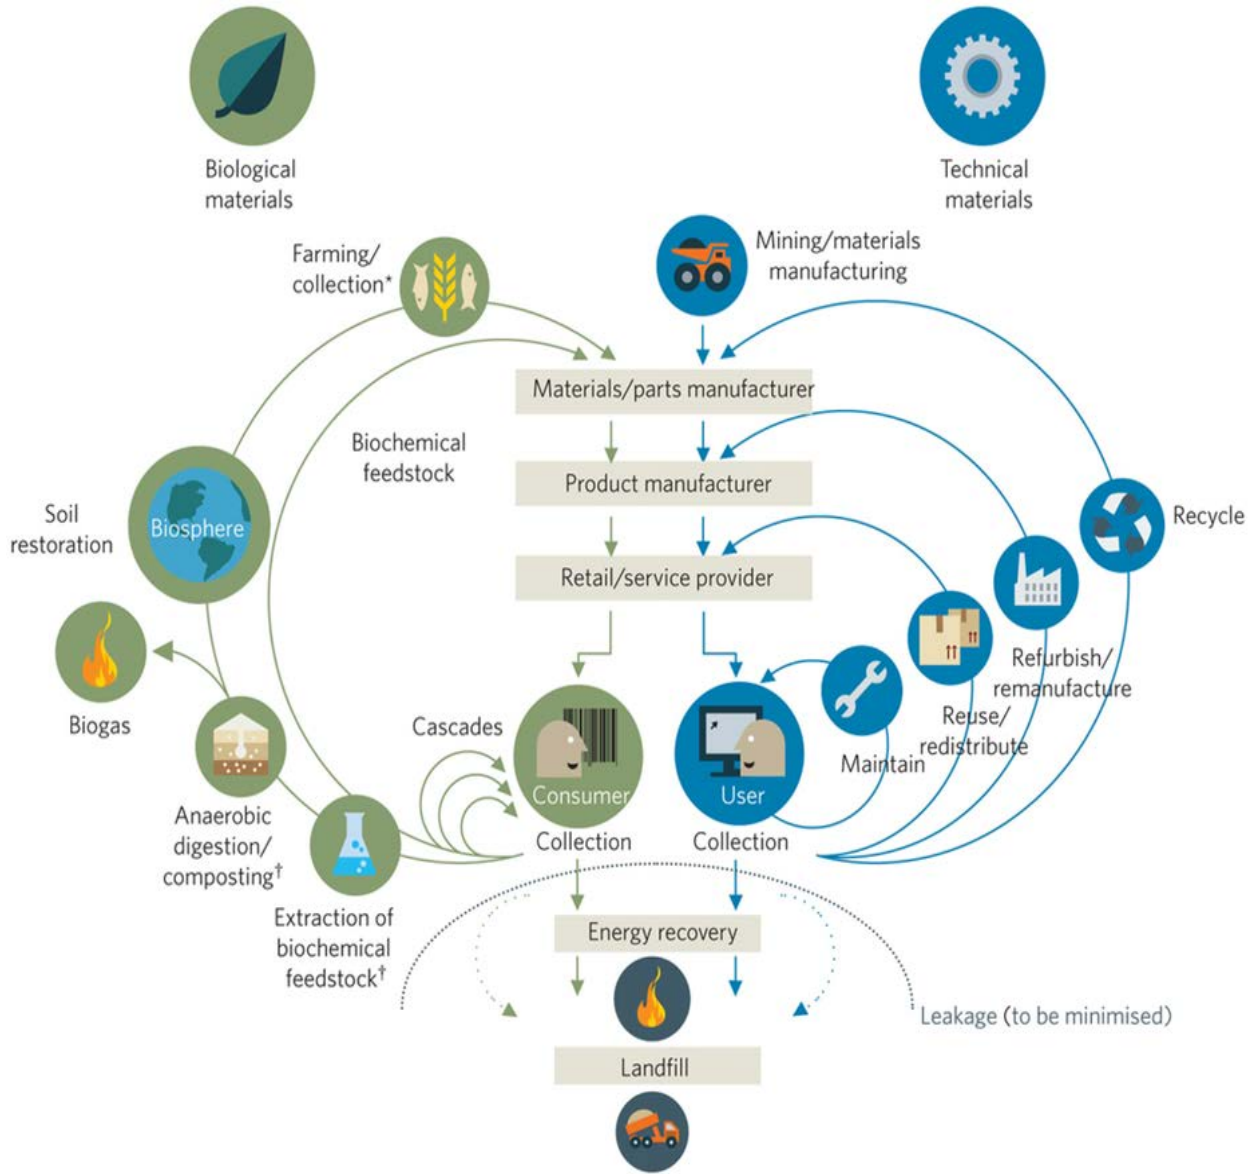 Biological
materials
Technical
materials
Farming/
collection*
Mining/materials
manufacturing
Materials/parts manufacturer
Biochemical
feedstock
Product manufacturer
Soil
restoration
Biosphere
Recycle
Retail/service provider
Refurbish/
remanufacture
Biogas
Cascades
Reuse/
redistribute
Maintain
Consumer
User
Anaerobic
digestion/
composting†
Collection
Collection
Extraction of
biochemical
feedstock†
Energy recovery
Leakage (to be minimised)
Landfill